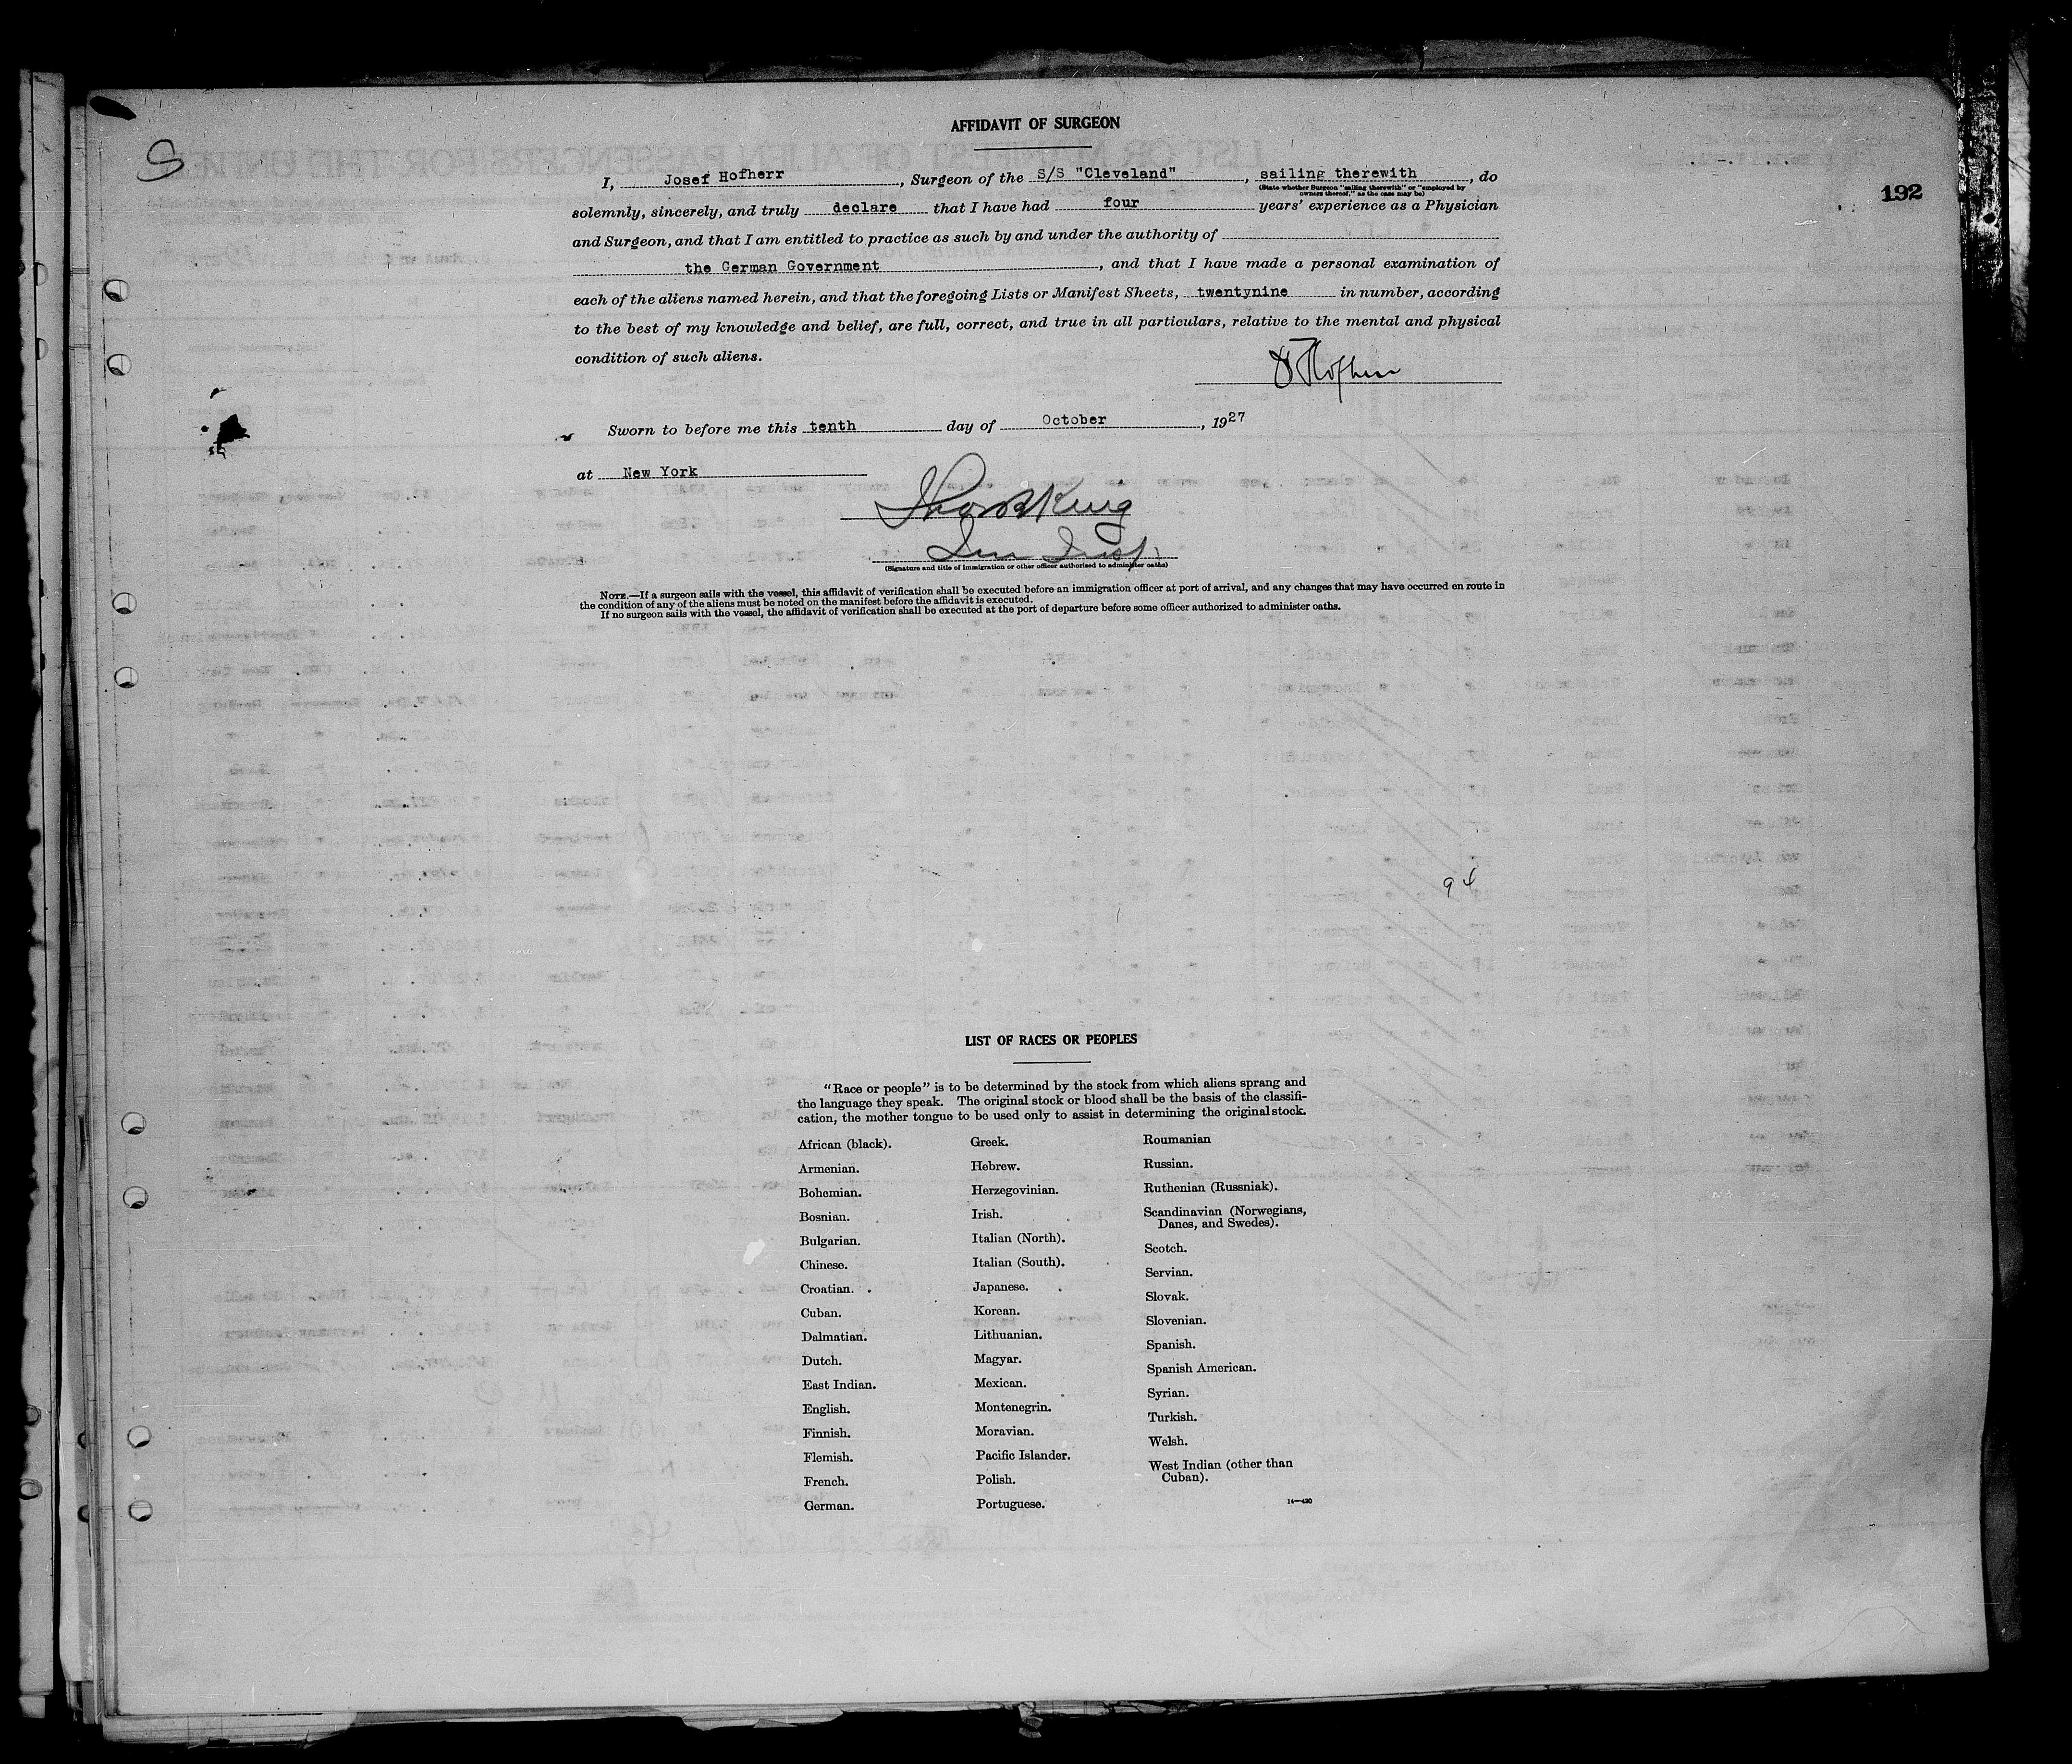 AFFIDAVIT OF SURGEON
S
192
I, Josef Hofherr, Surgeon of the S/S "Cleveland", sailing therewith, do
(State whether Surgeon "sailing therewith" or "employed by
owners thereof," as the case may be)
solemnly, sincerely, and truly declare that I have had four years' experience as a Physician
and Surgeon, and that I am entitled to practice as such by and under the authority of
the German Government, and that I have made a personal examination of
each of the aliens named herein, and that the foregoing Lists or Manifest Sheets, twentynine in number, according
to the best of my knowledge and belief, are full, correct, and true in all particulars, relative to the mental and physical
condition of such aliens.
Sworn to before me this tenth day of October, 1927
at New York
King
(Signature and title of immigration or other officer authorized to administer oaths)
NOTE.—If a surgeon sails with the vessel, this affidavit of verification shall be executed before an immigration officer at port of arrival, and any changes that may have occurred en route in
the condition of any of the aliens must be noted on the manifest before the affidavit is executed.
If no surgeon sails with the vessel, the affidavit of verification shall be executed at the port of departure before some officer authorized to administer oaths.
94
LIST OF RACES OR PEOPLES
"Race or people" is to be determined by the stock from which aliens sprang and
the language they speak. The original stock or blood shall be the basis of the classifi-
cation, the mother tongue to be used only to assist in determining the original stock.
African (black).
Armenian.
Bohemian.
Bosnian.
Bulgarian.
Chinese.
Croatian.
Cuban.
Dalmatian.
Dutch.
East Indian.
English.
Finnish.
Flemish.
French.
German.
Greek.
Hebrew.
Herzegovinian.
Irish.
Italian (North).
Italian (South).
Japanese.
Korean.
Lithuanian.
Magyar.
Mexican.
Montenegrin.
Moravian.
Pacific Islander.
Polish.
Portuguese.
Roumanian
Russian.
Ruthenian (Russniak).
Scandinavian (Norwegians,
Danes, and Swedes).
Scotch.
Servian.
Slovak.
Slovenian.
Spanish.
Spanish American.
Syrian.
Turkish.
Welsh.
West Indian (other than
Cuban).
14—430